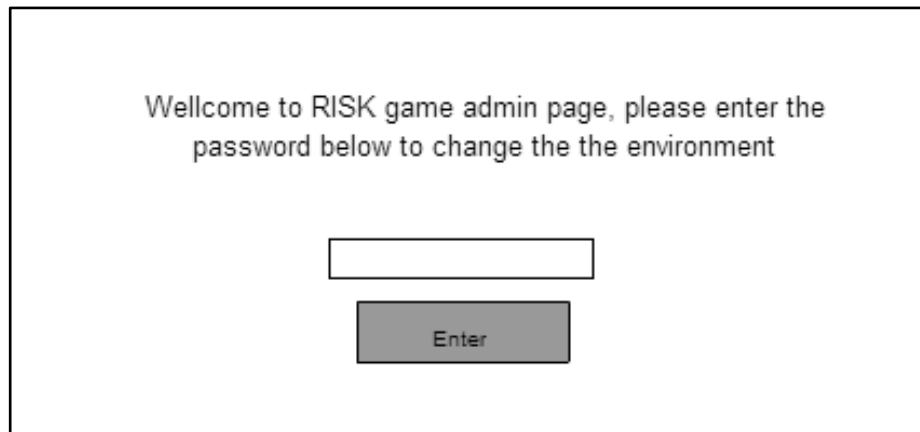 Wellcome to RISK game admin page, please enter the
password below to change the the environment
Enter